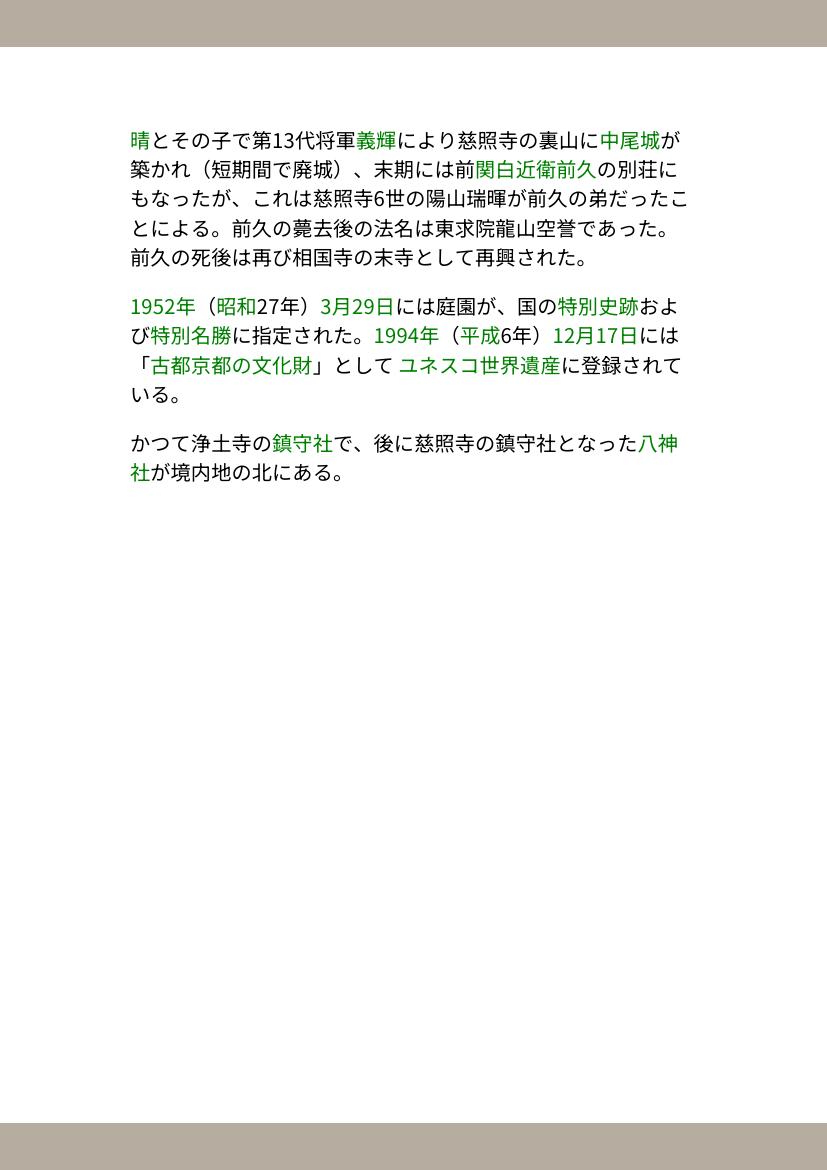 晴とその子で第13代将軍義輝により慈照寺の裏山に中尾城が
築かれ（短期間で廃城）、末期には前関白近衛前久の別荘に
もなったが、これは慈照寺6世の陽山瑞暉が前久の弟だったこ
とによる。前久の薨去後の法名は東求院龍山空誉であった。
前久の死後は再び相国寺の末寺として再興された。
1952年（昭和27年）3月29日には庭園が、国の特別史跡およ
び特別名勝に指定された。1994年（平成6年）12月17日には
「古都京都の文化財」として ユネスコ世界遺産に登録されて
いる。
かつて浄土寺の鎮守社で、後に慈照寺の鎮守社となった八神
社が境内地の北にある。